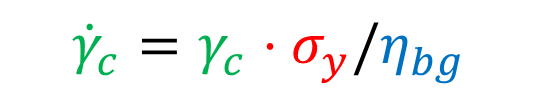 γ̇_c = γ_c · σ_y/η_bg